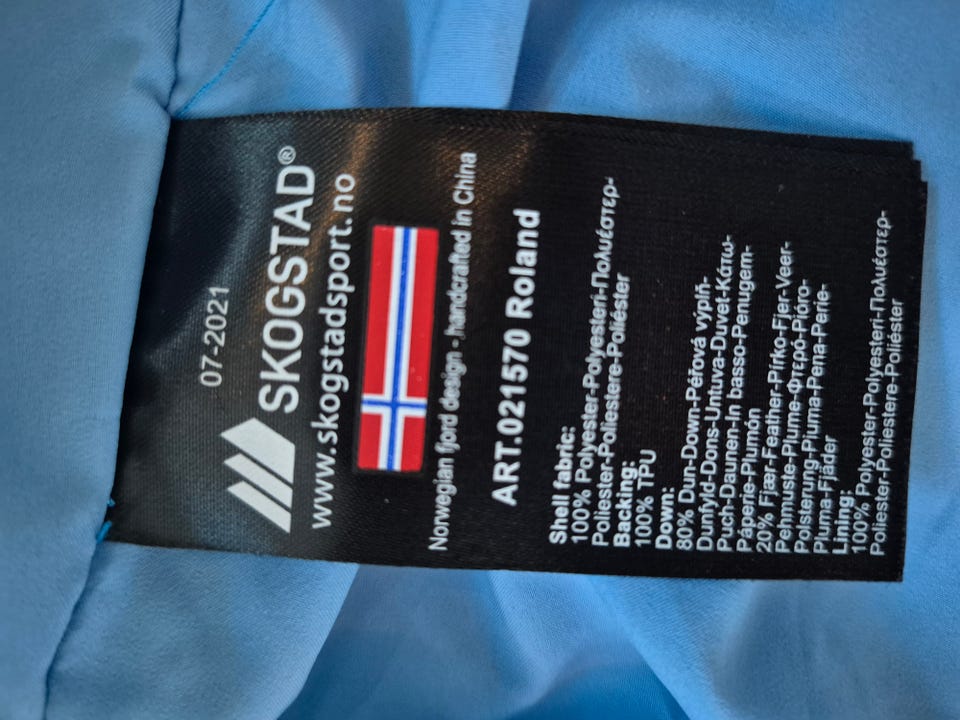 07-2021
SKOGSTAD®
www.skogstadsport.no
Norwegian fjord design - handcrafted in China
ART.021570 Roland
Shell fabric:
100% Polyester-Polyesteri-Πολυέστερ-
Poliester-Poliestere-Poliéster
Backing:
100% TPU
Down:
80% Dun-Down-Péřová výplň-
Dunfyld-Dons-Untuva-Duvet-Κάτω-
Puch-Daunen-In basso-Penugem-
Páperie-Plumón
20% Fjær-Feather-Pírko-Fjer-Veer-
Pehmuste-Plume-Φτερό-Pióro-
Polsterung-Piuma-Pena-Perie-
Pluma-Fjäder
Lining:
100% Polyester-Polyesteri-Πολυέστερ-
Poliester-Poliestere-Poliéster